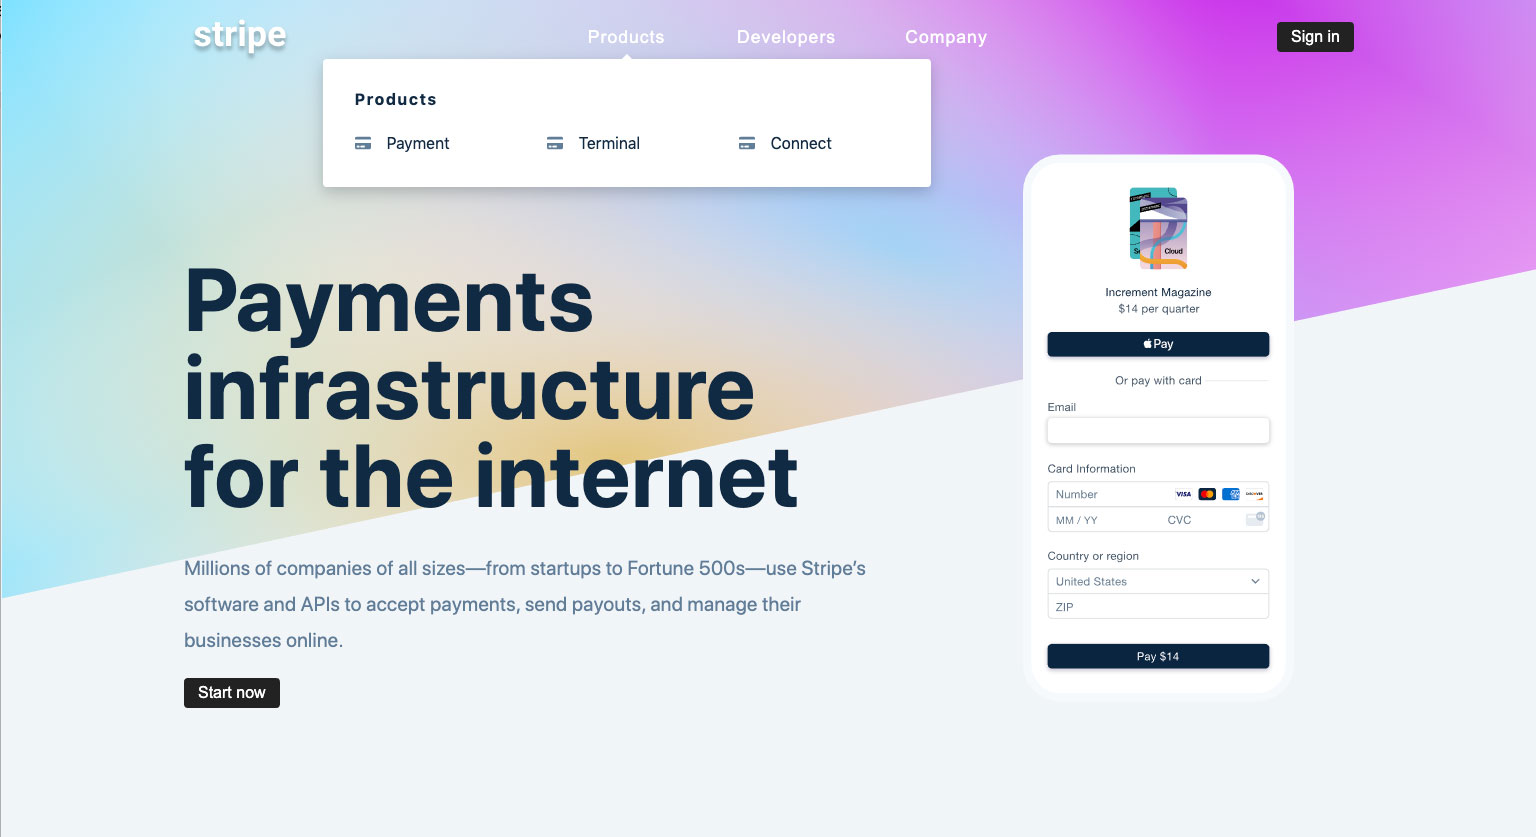 stripe
Products
Developers
Company
Sign in
Products
Payment
Terminal
Connect
Payments
infrastructure
for the internet
Millions of companies of all sizes—from startups to Fortune 500s—use Stripe’s
software and APIs to accept payments, send payouts, and manage their
businesses online.
Start now
Cloud
Increment Magazine
$14 per quarter
Pay
Or pay with card
Email
Card Information
Number
VISA
DISCOVER
MM / YY
CVC
Country or region
United States
ZIP
Pay $14